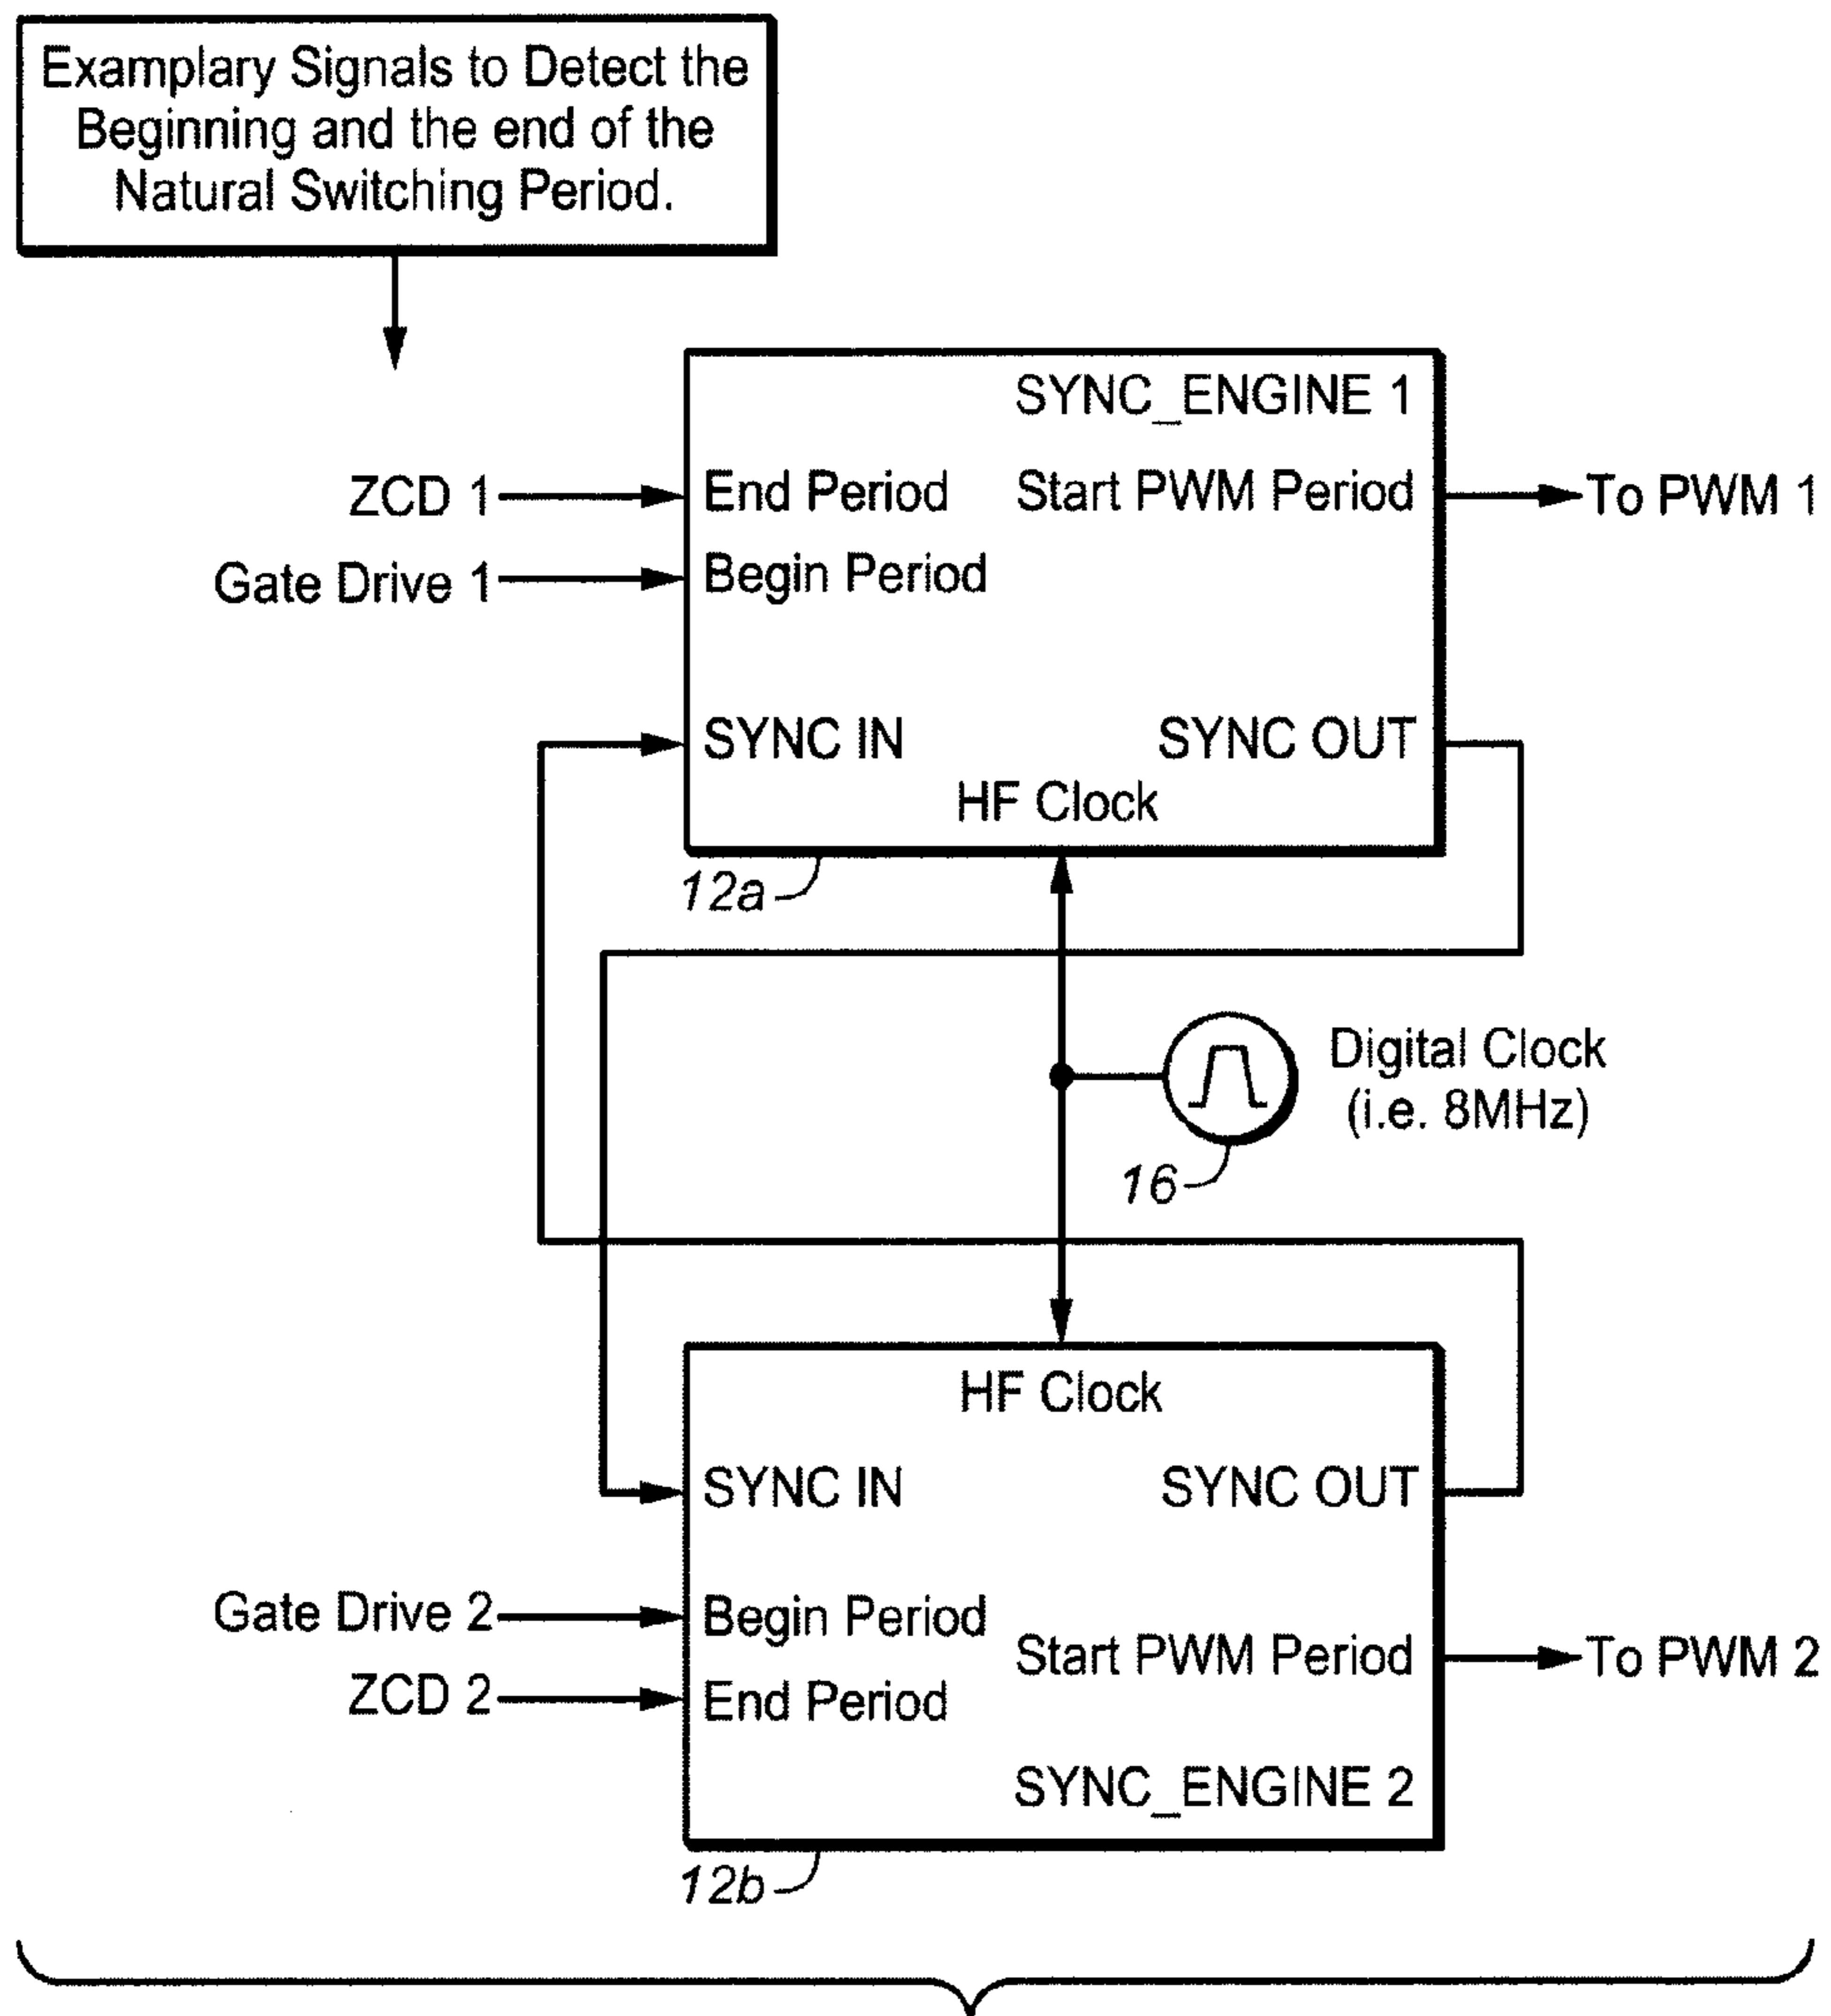 Examplary Signals to Detect the
Beginning and the end of the
Natural Switching Period.
SYNC_ENGINE 1
ZCD 1
End Period
Start PWM Period
To PWM 1
Gate Drive 1
Begin Period
SYNC IN
SYNC OUT
HF Clock
12a
Digital Clock
(i.e. 8MHz)
16
HF Clock
SYNC IN
SYNC OUT
Gate Drive 2
Begin Period
Start PWM Period
To PWM 2
ZCD 2
End Period
SYNC_ENGINE 2
12b